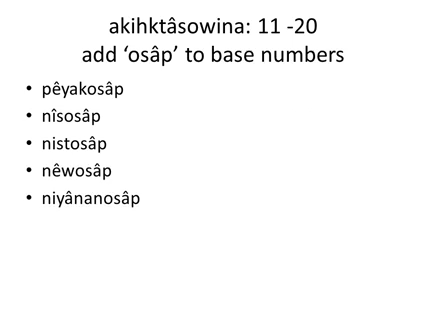 akihktâsowina: 11 -20
add ‘osâp’ to base numbers
• pêyakosâp
• nîsosâp
• nistosâp
• nêwosâp
• niyânanosâp